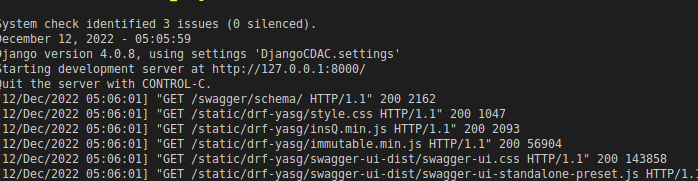 System check identified 3 issues (0 silenced).
December 12, 2022 - 05:05:59
Django version 4.0.8, using settings 'DjangoCDAC.settings'
Starting development server at http://127.0.0.1:8000/
Quit the server with CONTROL-C.
[12/Dec/2022 05:06:01] "GET /swagger/schema/ HTTP/1.1" 200 2162
[12/Dec/2022 05:06:01] "GET /static/drf-yasg/style.css HTTP/1.1" 200 1047
[12/Dec/2022 05:06:01] "GET /static/drf-yasg/insQ.min.js HTTP/1.1" 200 2093
[12/Dec/2022 05:06:01] "GET /static/drf-yasg/immutable.min.js HTTP/1.1" 200 56904
[12/Dec/2022 05:06:01] "GET /static/drf-yasg/swagger-ui-dist/swagger-ui.css HTTP/1.1" 200 143858
[12/Dec/2022 05:06:01] "GET /static/drf-yasg/swagger-ui-dist/swagger-ui-standalone-preset.js HTTP/1.